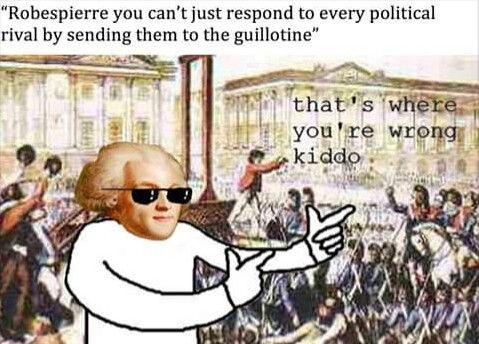 “Robespierre you can’t just respond to every political
rival by sending them to the guillotine”
that's where
you're wrong
kiddo